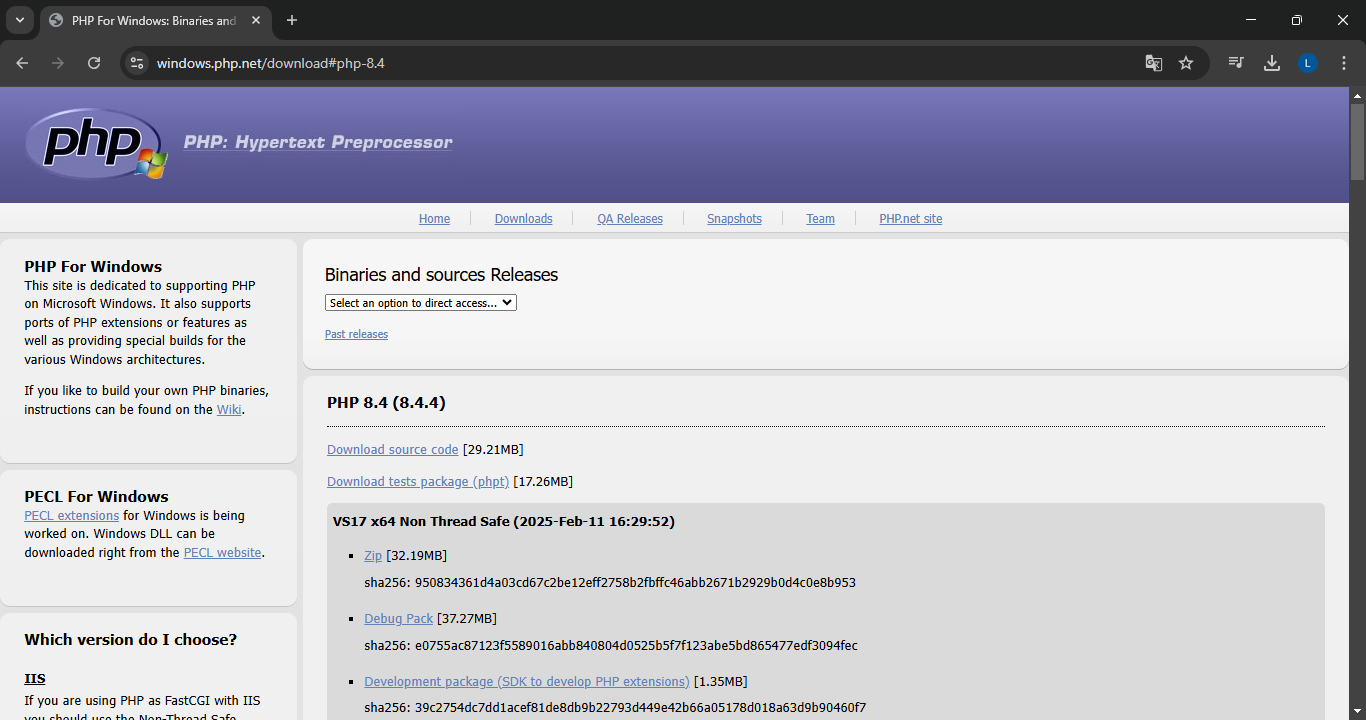 PHP For Windows: Binaries and
windows.php.net/download#php-8.4
L
php
PHP: Hypertext Preprocessor
Home
Downloads
QA Releases
Snapshots
Team
PHP.net site
PHP For Windows
This site is dedicated to supporting PHP
on Microsoft Windows. It also supports
ports of PHP extensions or features as
well as providing special builds for the
various Windows architectures.
If you like to build your own PHP binaries,
instructions can be found on the Wiki.
PECL For Windows
PECL extensions for Windows is being
worked on. Windows DLL can be
downloaded right from the PECL website.
Which version do I choose?
IIS
If you are using PHP as FastCGI with IIS
you should use the Non-Thread Safe
Binaries and sources Releases
Select an option to direct access...
Past releases
PHP 8.4 (8.4.4)
Download source code [29.21MB]
Download tests package (phpt) [17.26MB]
VS17 x64 Non Thread Safe (2025-Feb-11 16:29:52)
Zip [32.19MB]
sha256: 950834361d4a03cd67c2be12eff2758b2fbffc46abb2671b2929b0d4c0e8b953
Debug Pack [37.27MB]
sha256: e0755ac87123f5589016abb840804d0525b5f7f123abe5bd865477edf3094fec
Development package (SDK to develop PHP extensions) [1.35MB]
sha256: 39c2754dc7dd1acef81de8db9b22793d449e42b66a05178d018a63d9b90460f7